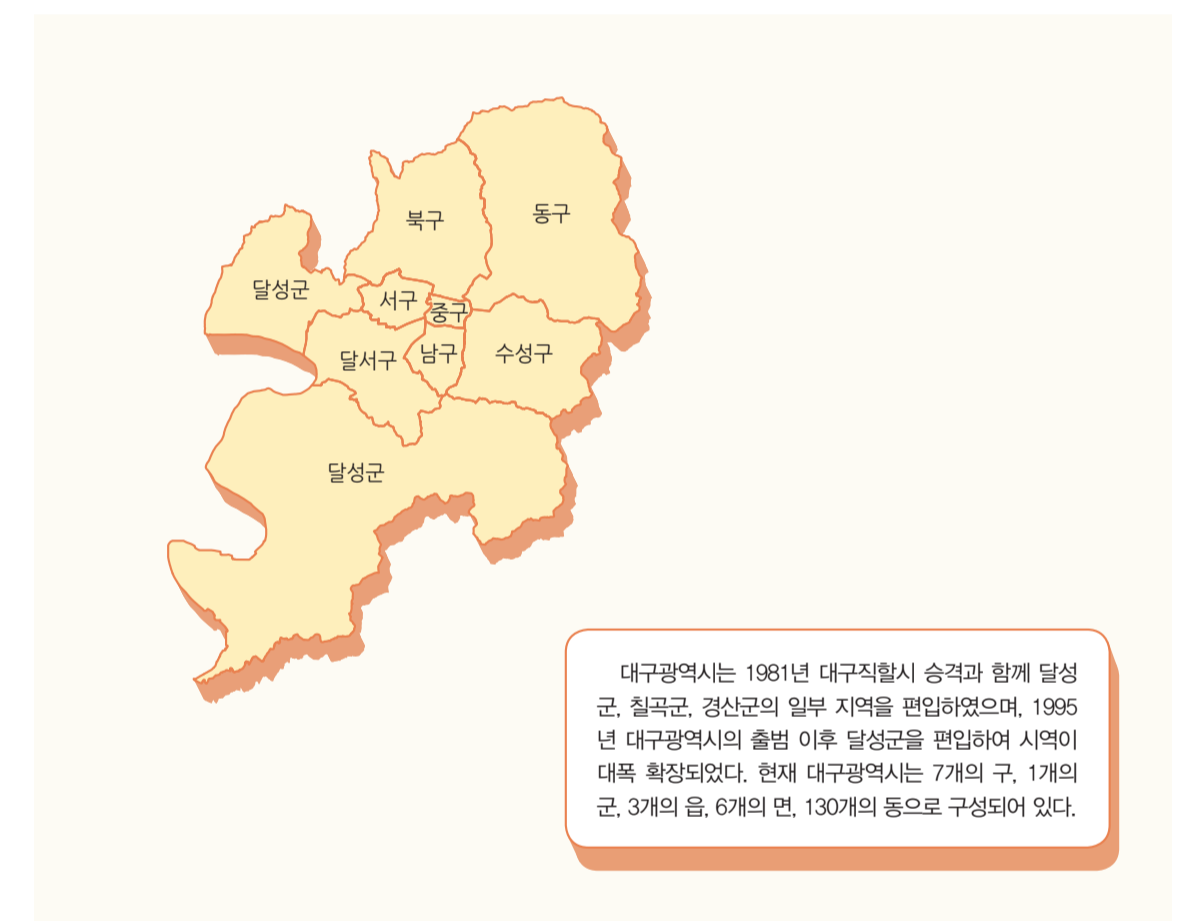 동구
북구
달성군
서구
중구
달서구
남구
수성구
달성군
대구광역시는 1981년 대구직할시 승격과 함께 달성
군, 칠곡군, 경산군의 일부 지역을 편입하였으며, 1995
년 대구광역시의 출범 이후 달성군을 편입하여 시역이
대폭 확장되었다. 현재 대구광역시는 7개의 구, 1개의
군, 3개의 읍, 6개의 면, 130개의 동으로 구성되어 있다.